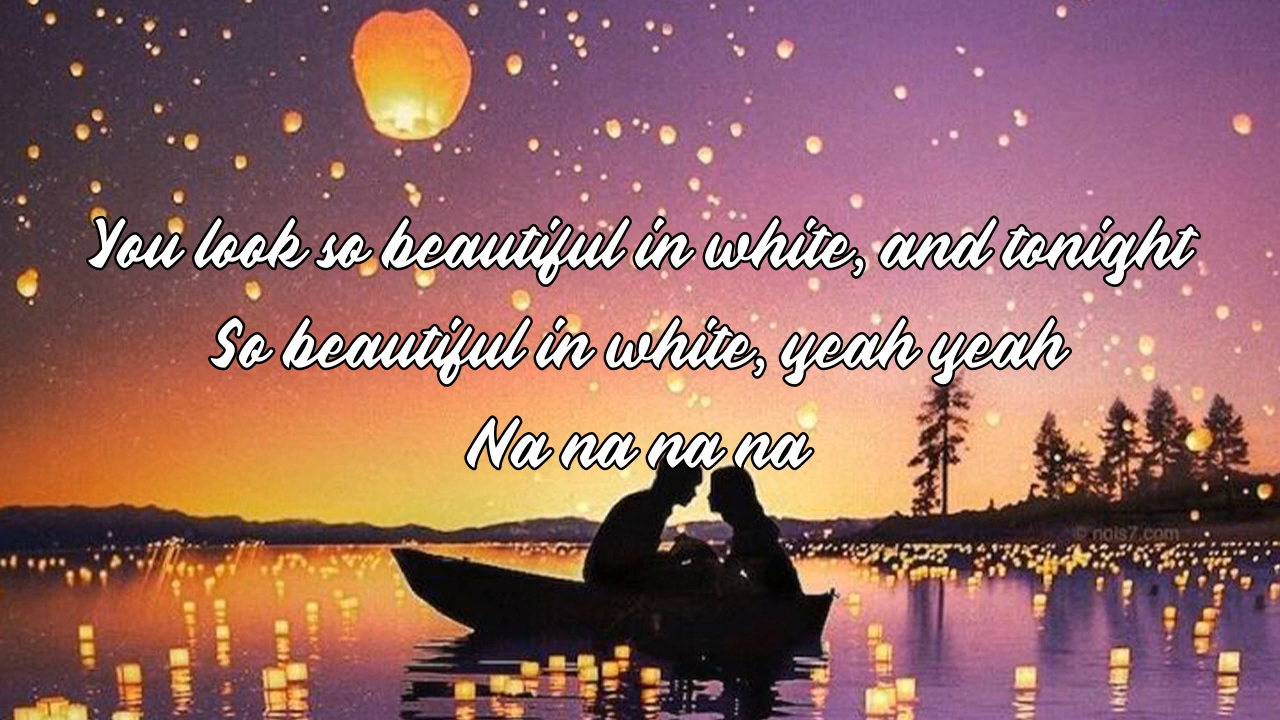 You look so beautiful in white, and tonight
So beautiful in white, yeah yeah
Na na na na
© nois7.com